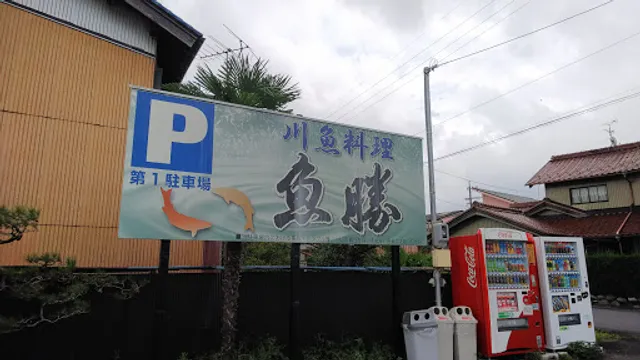 P
第1駐車場
川魚料理
魚勝
Coca-Cola